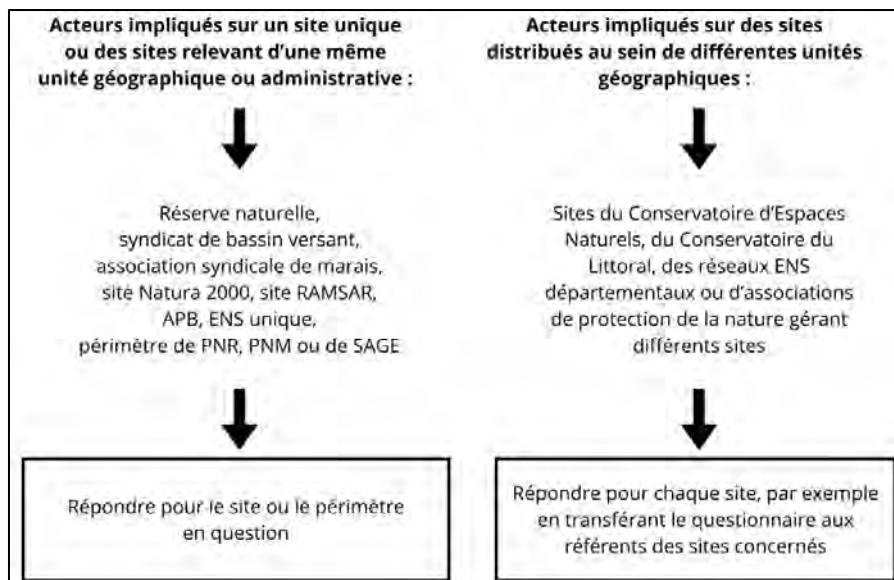 Acteurs impliqués sur un site unique
ou des sites relevant d'une même
unité géographique ou administrative :
Réserve naturelle,
syndicat de bassin versant,
association syndicale de marais,
site Natura 2000, site RAMSAR,
APB, ENS unique,
périmètre de PNR, PNM ou de SAGE
Répondre pour le site ou le périmètre
en question
Acteurs impliqués sur des sites
distribués au sein de différentes unités
géographiques :
Sites du Conservatoire d'Espaces
Naturels, du Conservatoire du
Littoral, des réseaux ENS
départementaux ou d'associations
de protection de la nature gérant
différents sites
Répondre pour chaque site, par exemple
en transférant le questionnaire aux
référents des sites concernés